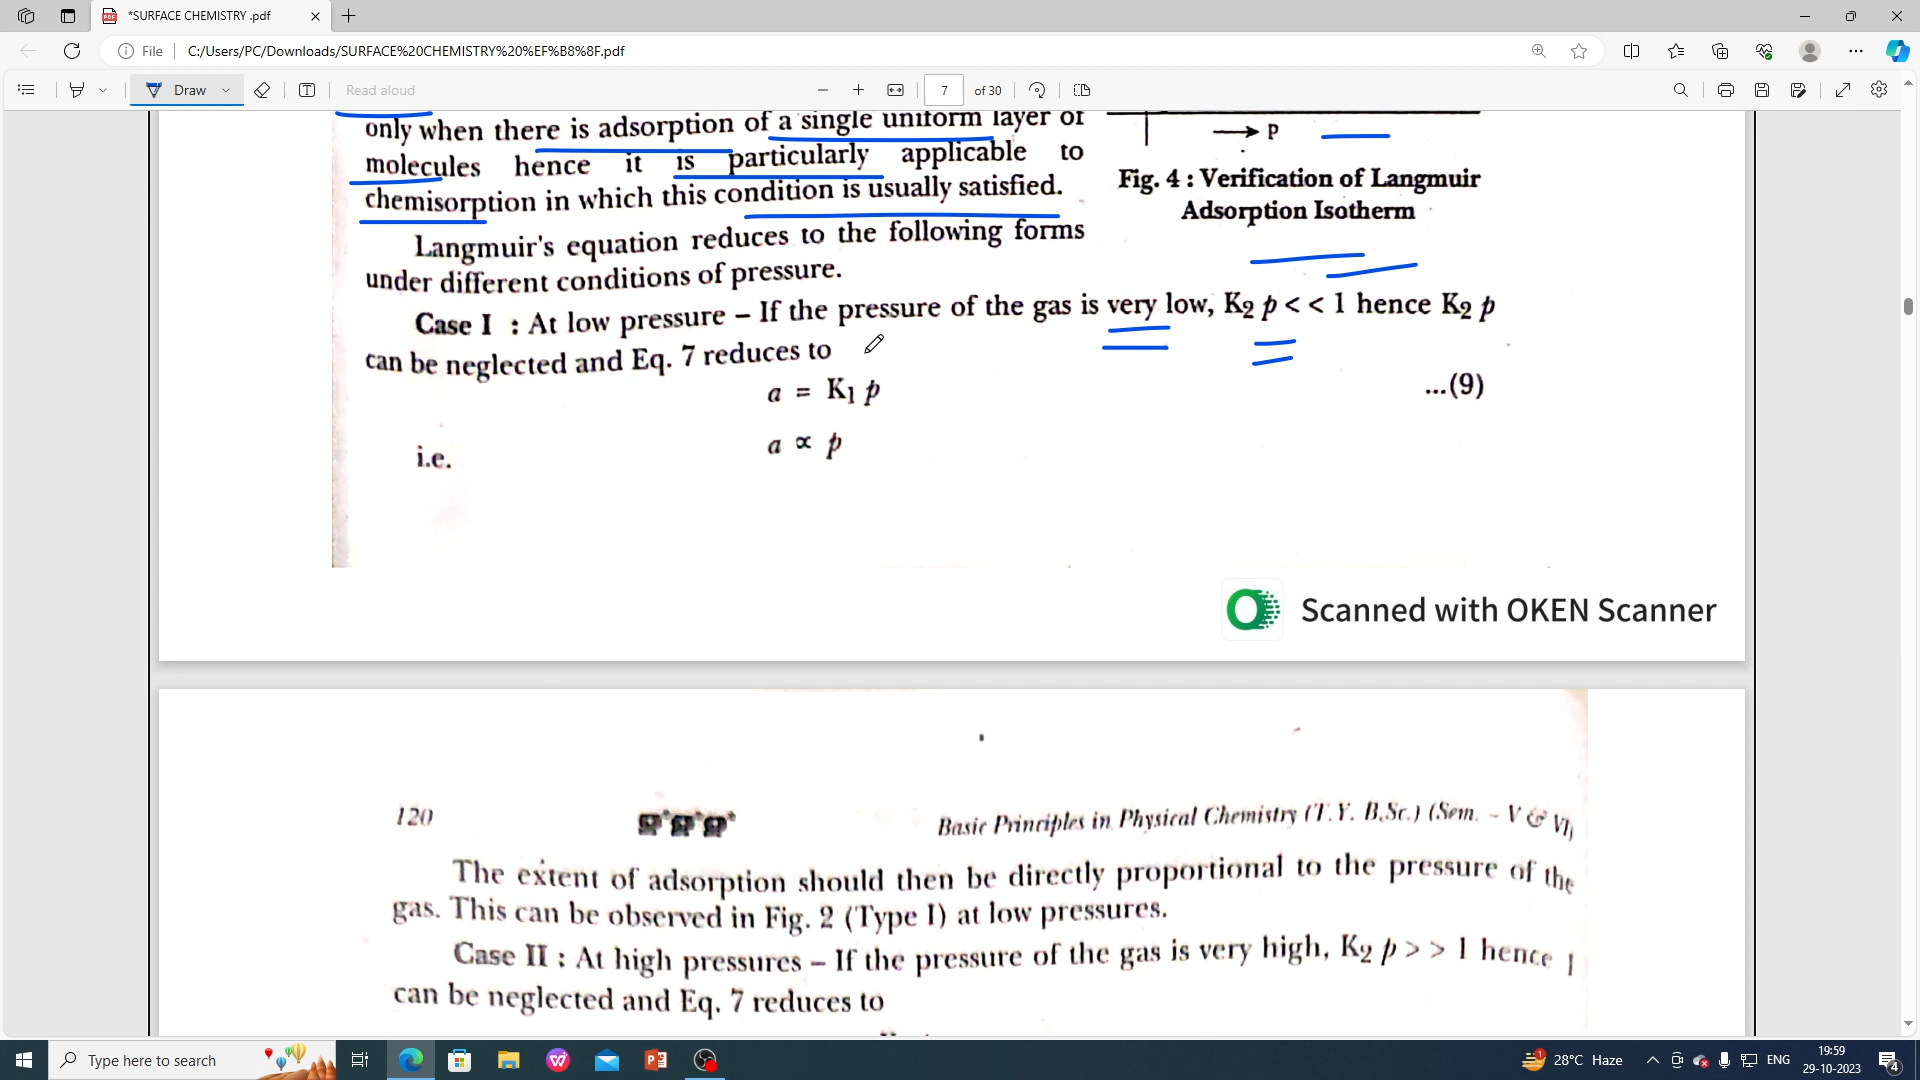 *SURFACE CHEMISTRY .pdf
File
C:/Users/PC/Downloads/SURFACE%20CHEMISTRY%20%EF%B8%8F.pdf
Draw
Read aloud
7 of 30
only when there is adsorption of a single uniform layer of
molecules hence it is particularly applicable to
chemisorption in which this condition is usually satisfied.
P
Fig. 4 : Verification of Langmuir
Adsorption Isotherm
Langmuir's equation reduces to the following forms
under different conditions of pressure.
Case I : At low pressure – If the pressure of the gas is very low, K₂ p < < 1 hence K₂ p
can be neglected and Eq. 7 reduces to
a = K₁ p ...(9)
i.e. a ∝ p
Scanned with OKEN Scanner
120 Basic Principles in Physical Chemistry (T.Y. B.Sc.) (Sem. – V & VI)
The extent of adsorption should then be directly proportional to the pressure of the
gas. This can be observed in Fig. 2 (Type I) at low pressures.
Case II : At high pressures – If the pressure of the gas is very high, K₂ p > > 1 hence 1
can be neglected and Eq. 7 reduces to
Type here to search
28°C Haze
ENG
19:59
29-10-2023
4